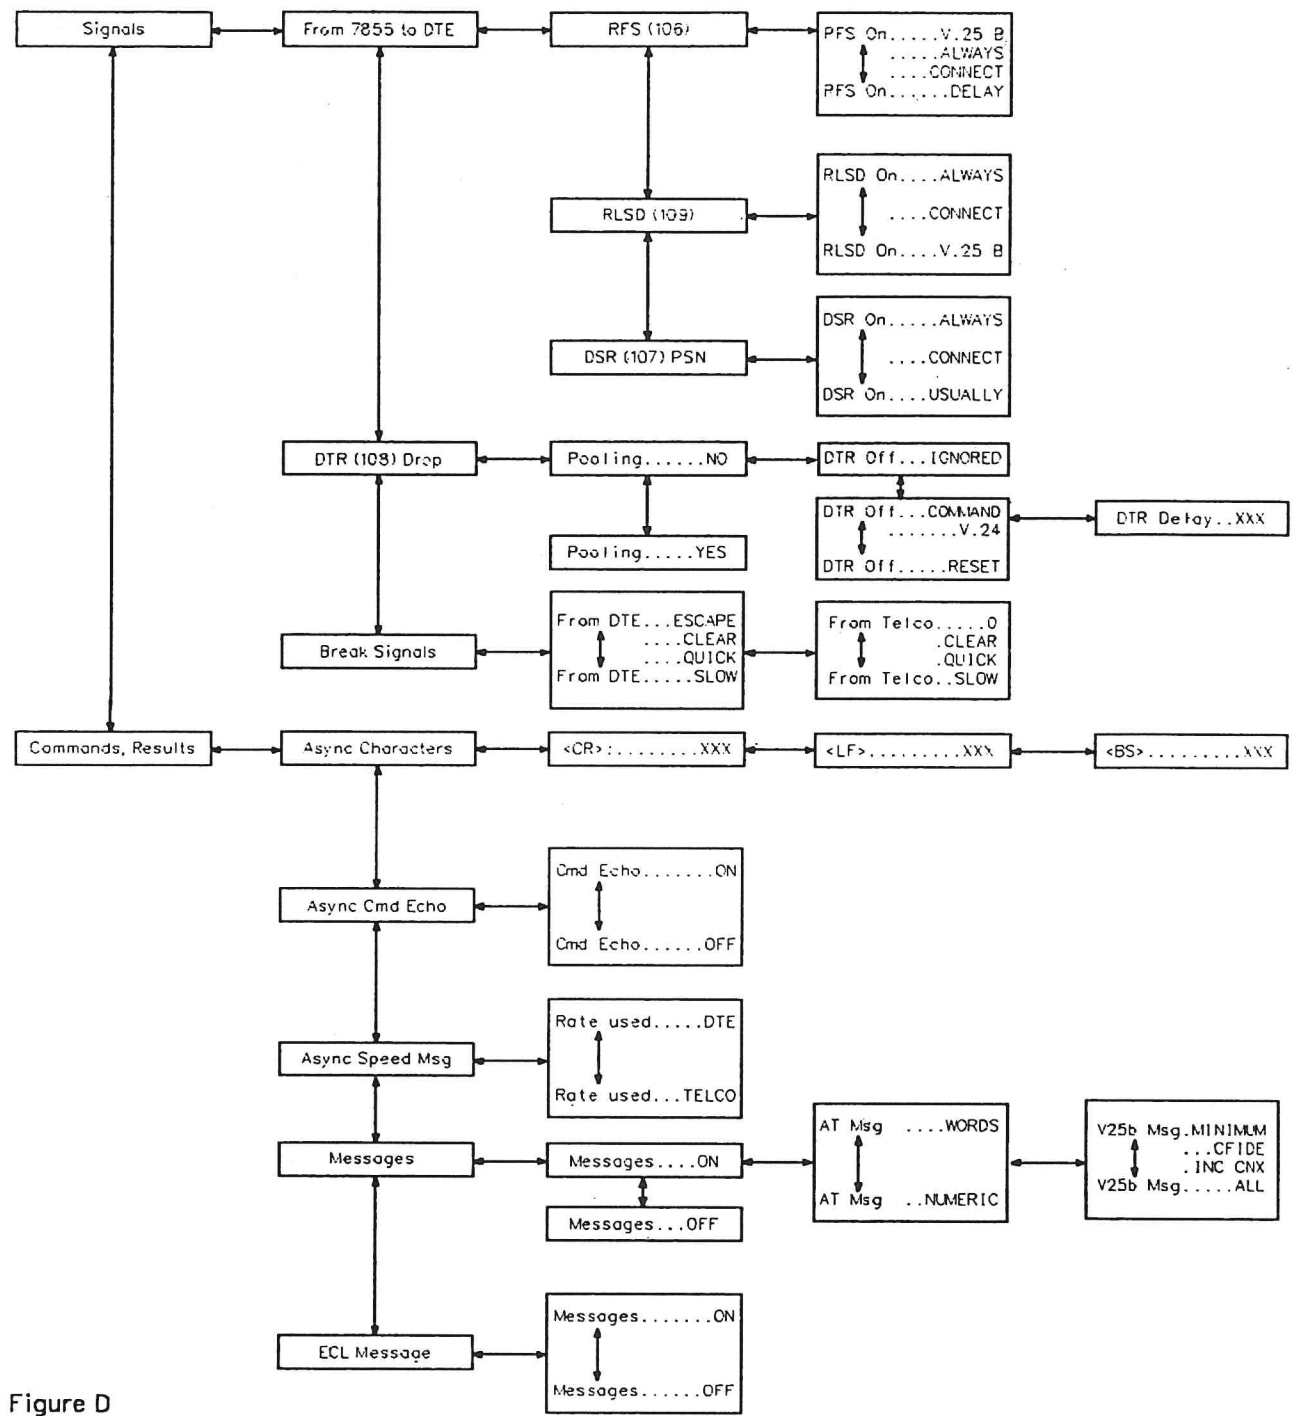 Signals
From 7855 to DTE
RFS (106)
PFS On.....V.25 B
.....ALWAYS
....CONNECT
PFS On......DELAY
RLSD (109)
RLSD On....ALWAYS
....CONNECT
RLSD On....V.25 B
DSR (107) PSN
DSR On.....ALWAYS
....CONNECT
DSR On....USUALLY
DTR (108) Drop
Pooling......NO
DTR Off...IGNORED
DTR Off...COMMAND
.......V.24
DTR Off.....RESET
DTR Delay..XXX
Pooling.....YES
Break Signals
From DTE...ESCAPE
....CLEAR
....QUICK
From DTE.....SLOW
From Telco.....0
.CLEAR
.QUICK
From Telco..SLOW
Commands, Results
Async Characters
<CR>:........XXX
<LF>.........XXX
<BS>.........XXX
Async Cmd Echo
Cmd Echo.......ON
Cmd Echo......OFF
Async Speed Msg
Rate used.....DTE
Rate used...TELCO
Messages
Messages....ON
Messages...OFF
AT Msg ....WORDS
AT Msg ..NUMERIC
V25b Msg.MINIMUM
...CFIDE
.INC CNX
V25b Msg.....ALL
ECL Message
Messages.......ON
Messages......OFF
Figure D